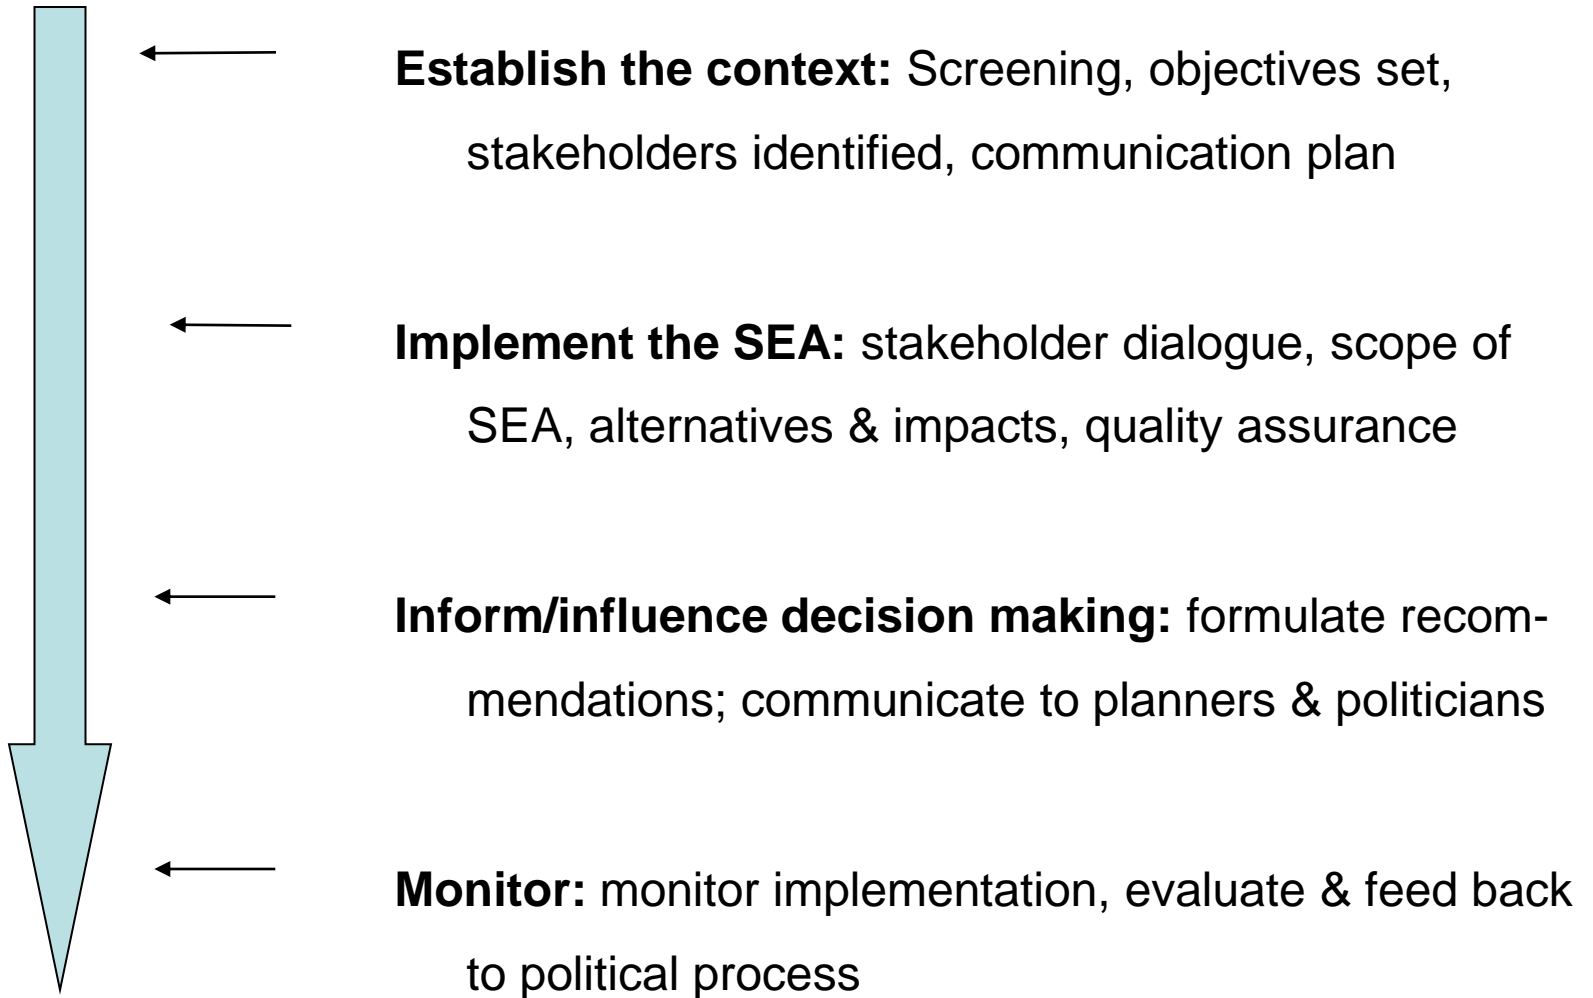 Establish the context: Screening, objectives set,
stakeholders identified, communication plan
Implement the SEA: stakeholder dialogue, scope of
SEA, alternatives & impacts, quality assurance
Inform/influence decision making: formulate recom-
mendations; communicate to planners & politicians
Monitor: monitor implementation, evaluate & feed back
to political process